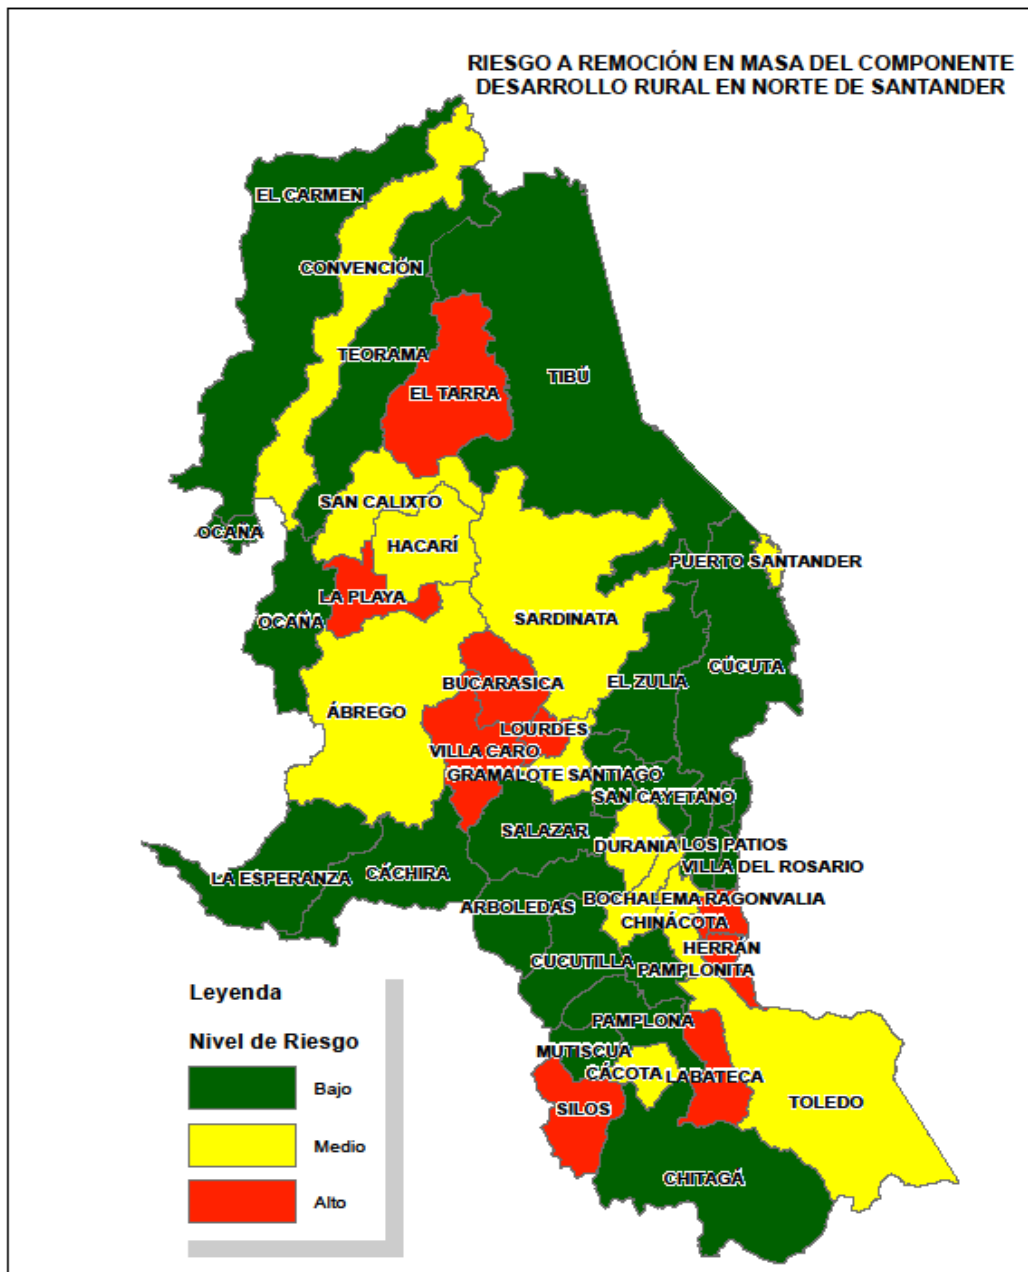 RIESGO A REMOCIÓN EN MASA DEL COMPONENTE
DESARROLLO RURAL EN NORTE DE SANTANDER
EL CARMEN
CONVENCIÓN
TEORAMA
TIBÚ
EL TARRA
SAN CALIXTO
OCAÑA
HACARÍ
PUERTO SANTANDER
LA PLAYA
OCAÑA
SARDINATA
CÚCUTA
BUCARASICA
EL ZULIA
ÁBREGO
LOURDES
VILLA CARO
GRAMALOTE SANTIAGO
SAN CAYETANO
SALAZAR
DURANIA
LOS PATIOS
VILLA DEL ROSARIO
CÁCHIRA
LA ESPERANZA
BOCHALEMA RAGONVALIA
ARBOLEDAS
CHINÁCOTA
HERRÁN
CUCUTILLA
PAMPLONITA
PAMPLONA
MUTISCUA
CÁCOTA
LABATECA
TOLEDO
SILOS
CHITAGÁ
Leyenda
Nivel de Riesgo
Bajo
Medio
Alto